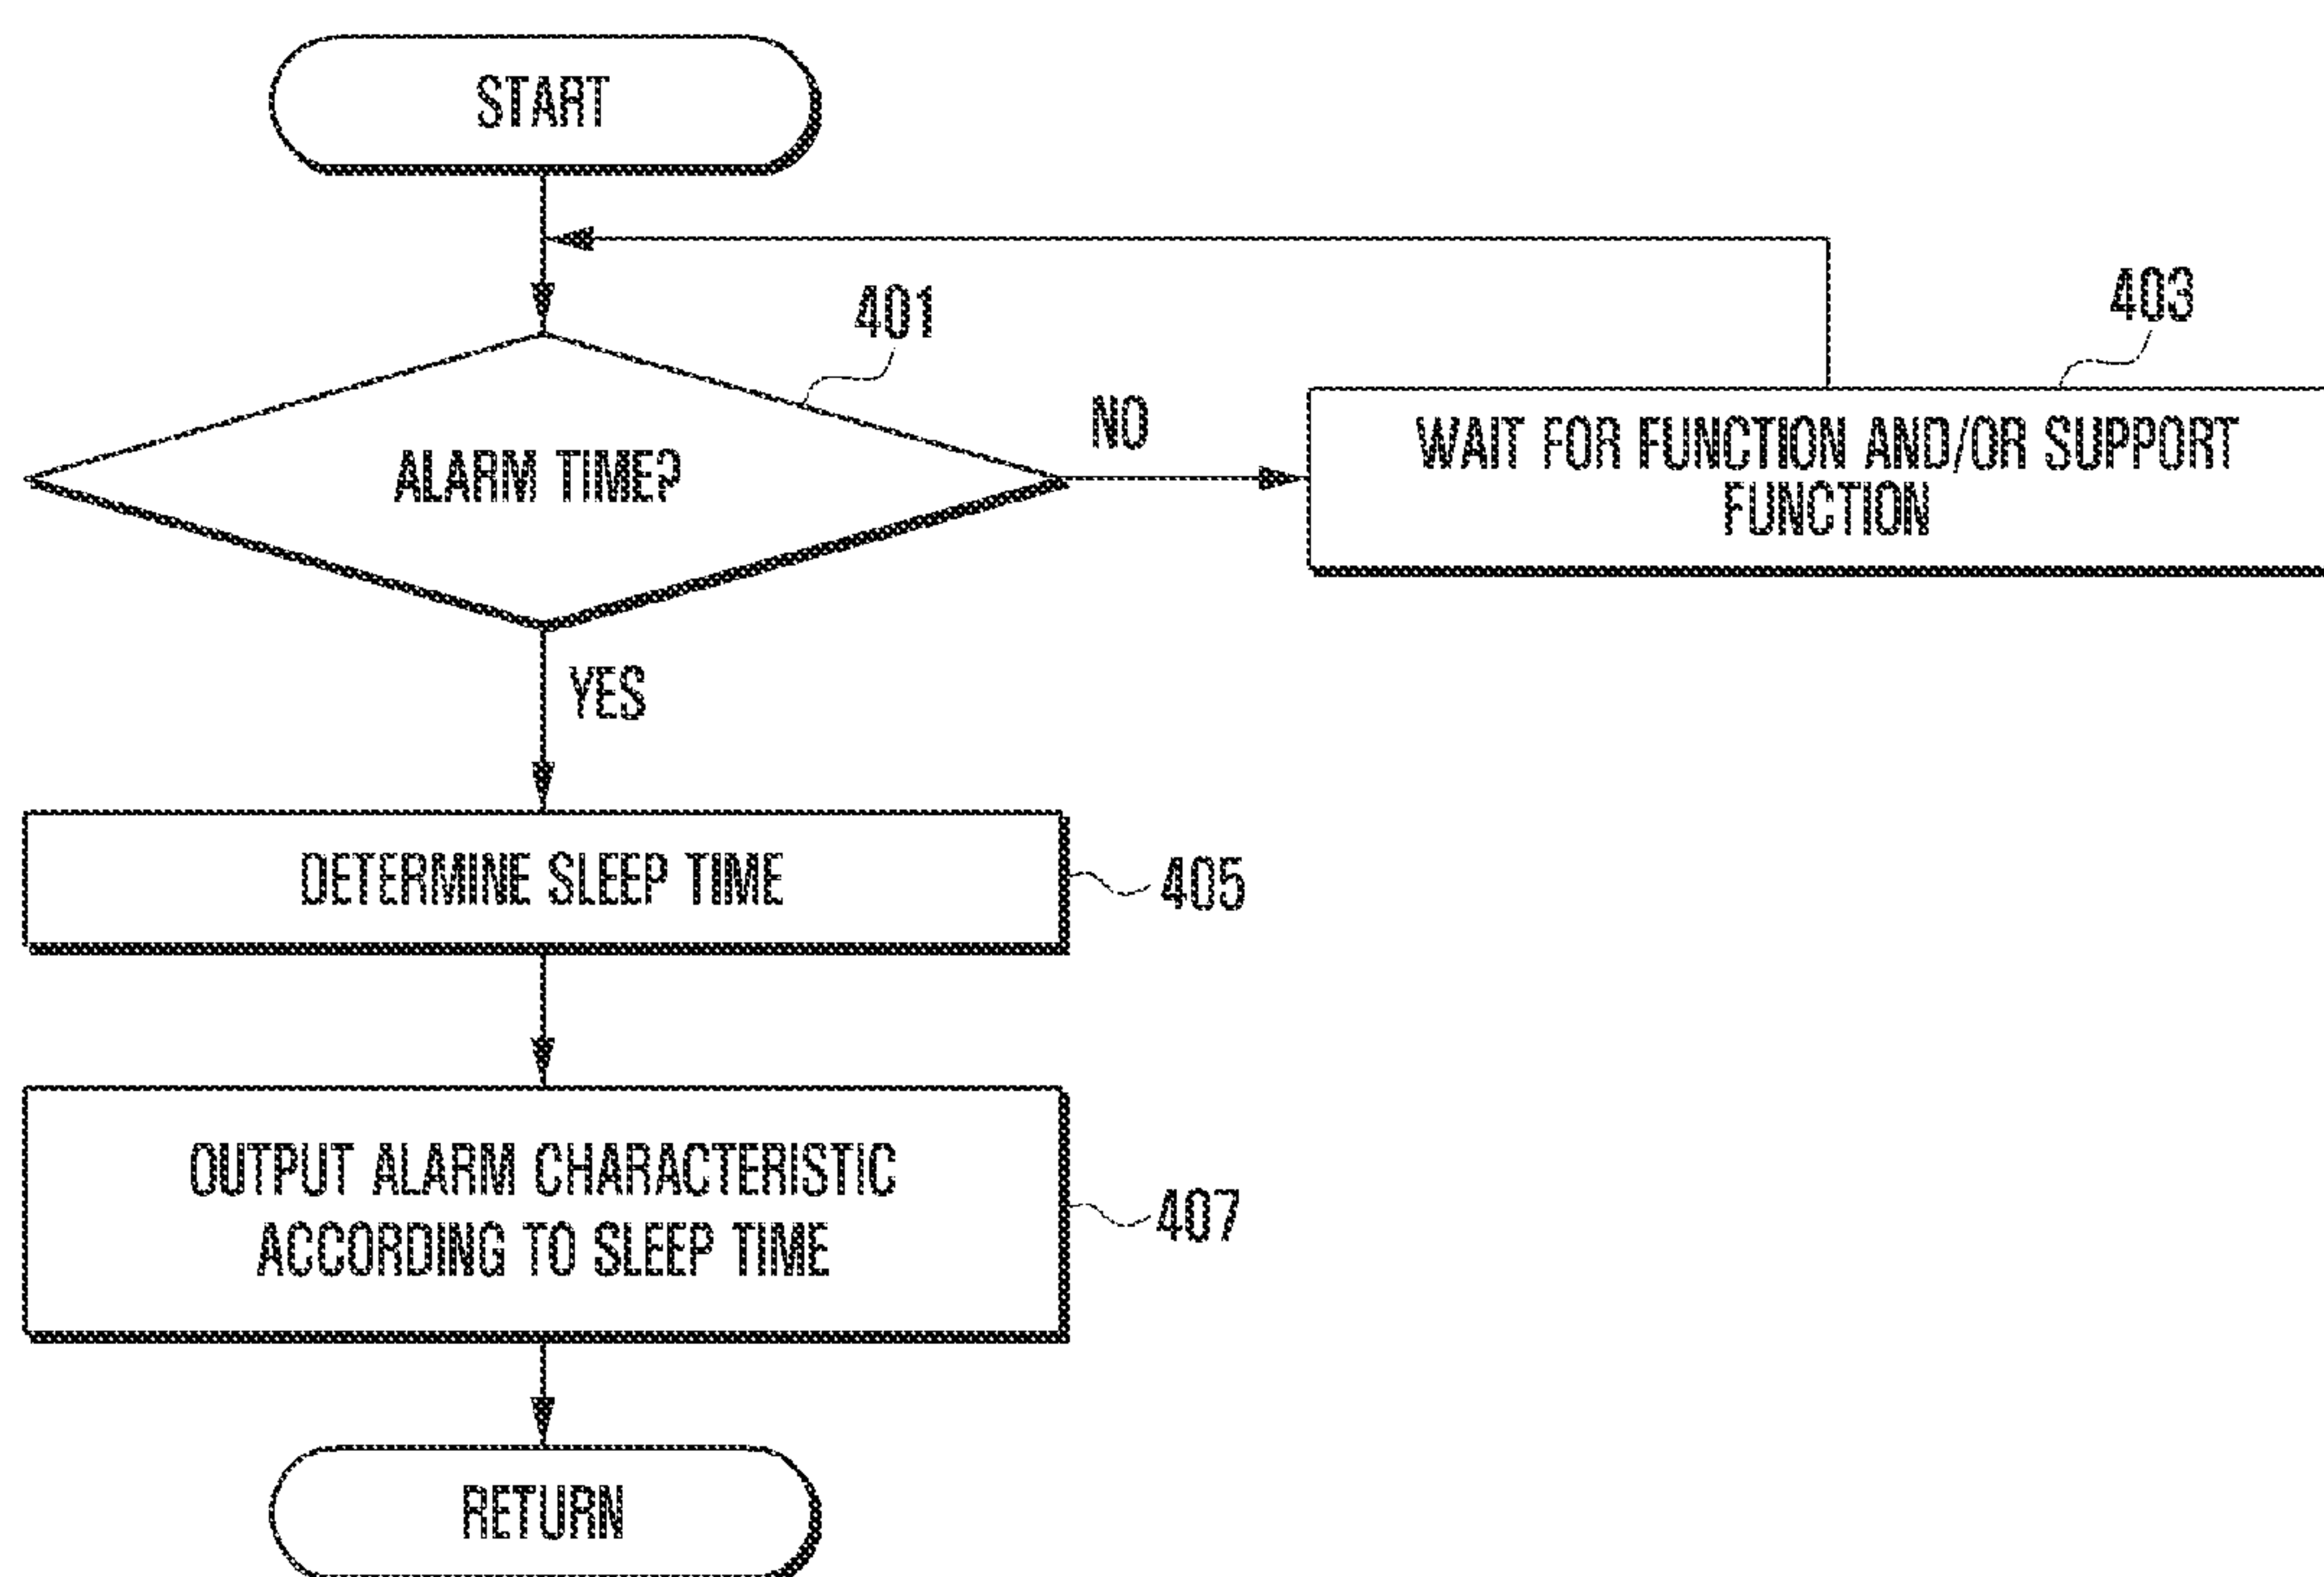 START
401
403
ALARM TIME?
NO
WAIT FOR FUNCTION AND/OR SUPPORT
FUNCTION
YES
DETERMINE SLEEP TIME
405
OUTPUT ALARM CHARACTERISTIC
ACCORDING TO SLEEP TIME
407
RETURN